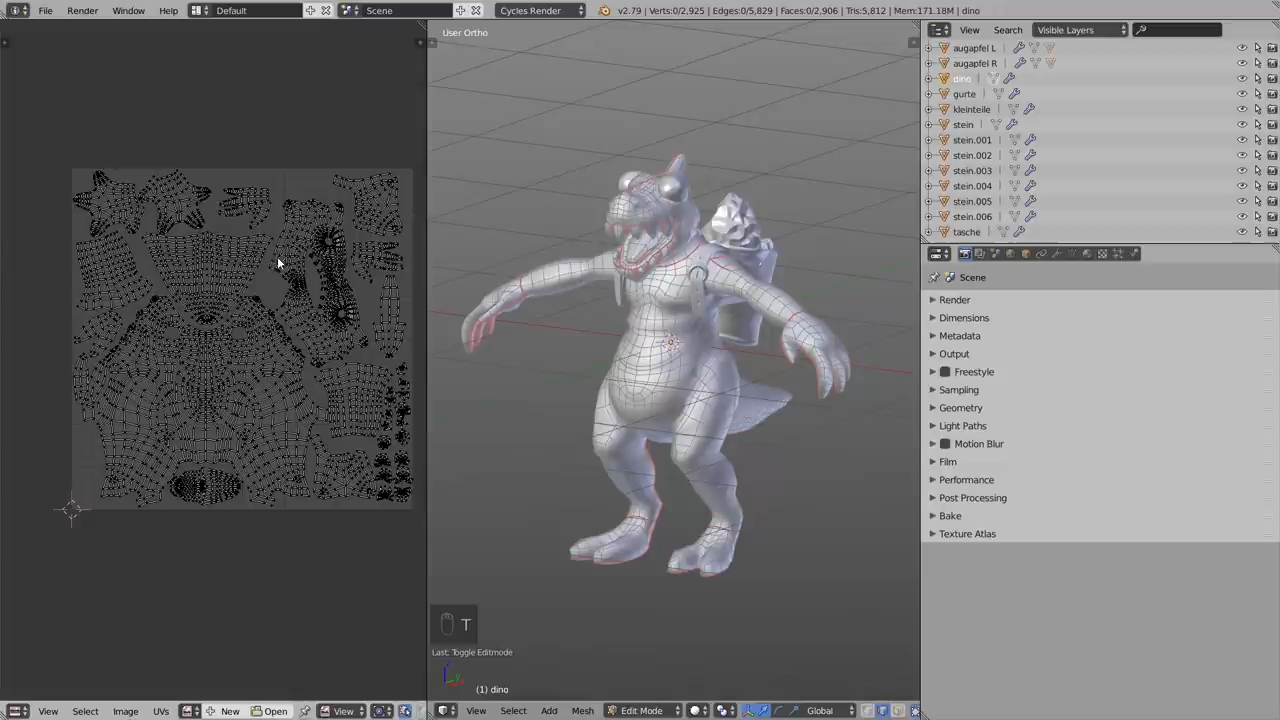 File Render Window Help Default Scene Cycles Render v2.79 | Verts:0/2,925 | Edges:0/5,829 | Faces:0/2,906 | Tris:5,812 | Mem:171.18M | dino
User Ortho
View Search Visible Layers
augapfel L
augapfel R
dino
gurte
kleinteile
stein
stein.001
stein.002
stein.003
stein.004
stein.005
stein.006
tasche
Scene
Render
Dimensions
Metadata
Output
Freestyle
Sampling
Geometry
Light Paths
Motion Blur
Film
Performance
Post Processing
Bake
Texture Atlas
T
Last: Toggle Editmode
z y
(1) dino
View Select Image UVs New Open View
View Select Add Mesh Edit Mode Global